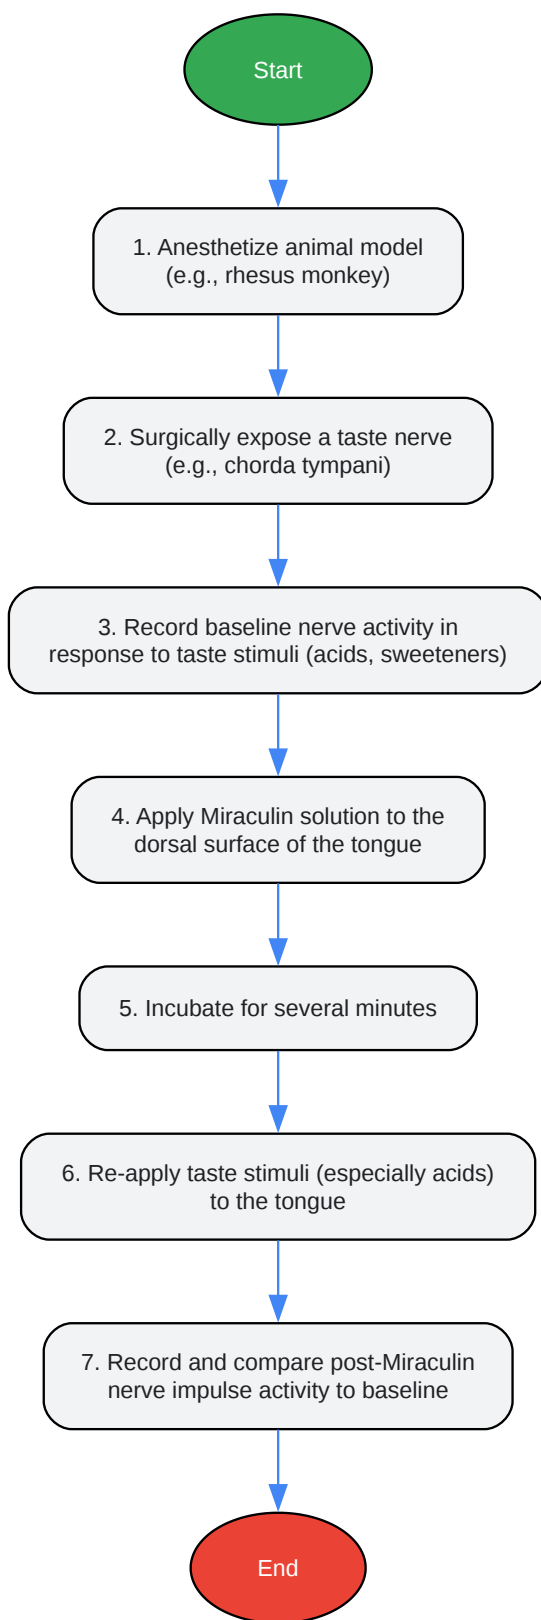 Start
1. Anesthetize animal model
(e.g., rhesus monkey)
2. Surgically expose a taste nerve
(e.g., chorda tympani)
3. Record baseline nerve activity in
response to taste stimuli (acids, sweeteners)
4. Apply Miraculin solution to the
dorsal surface of the tongue
5. Incubate for several minutes
6. Re-apply taste stimuli (especially acids)
to the tongue
7. Record and compare post-Miraculin
nerve impulse activity to baseline
End